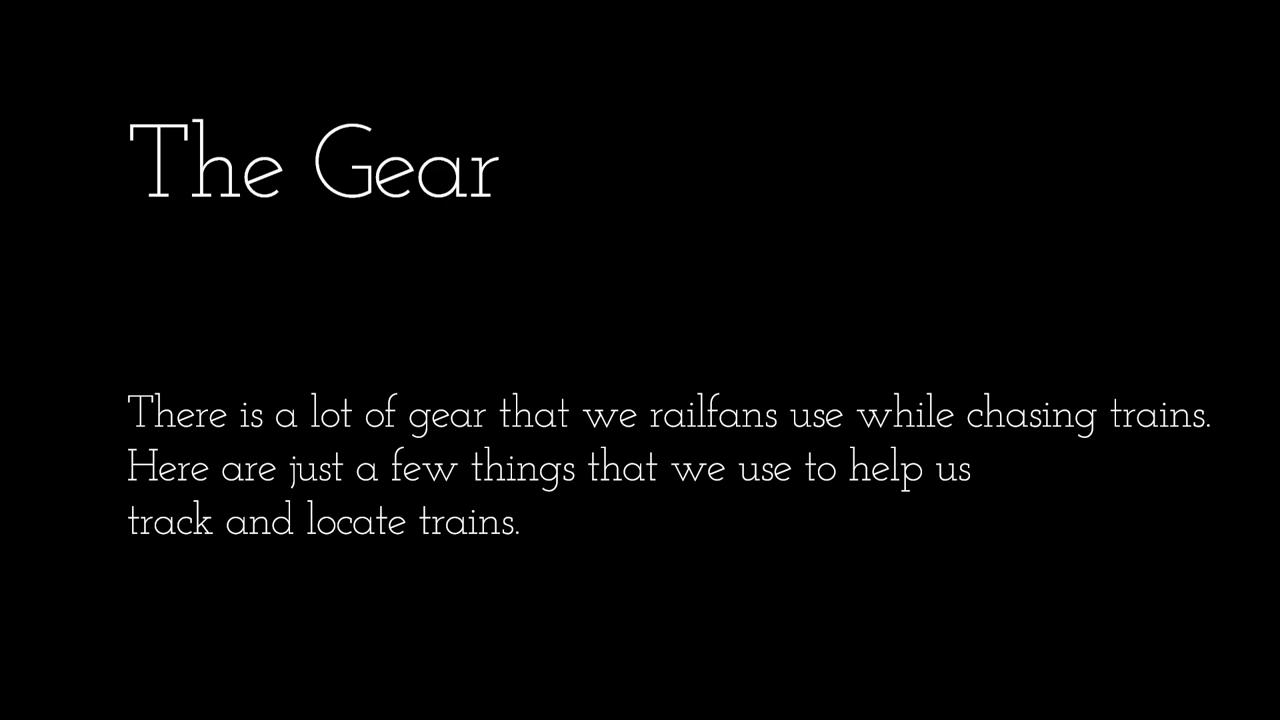 The Gear
There is a lot of gear that we railfans use while chasing trains.
Here are just a few things that we use to help us
track and locate trains.